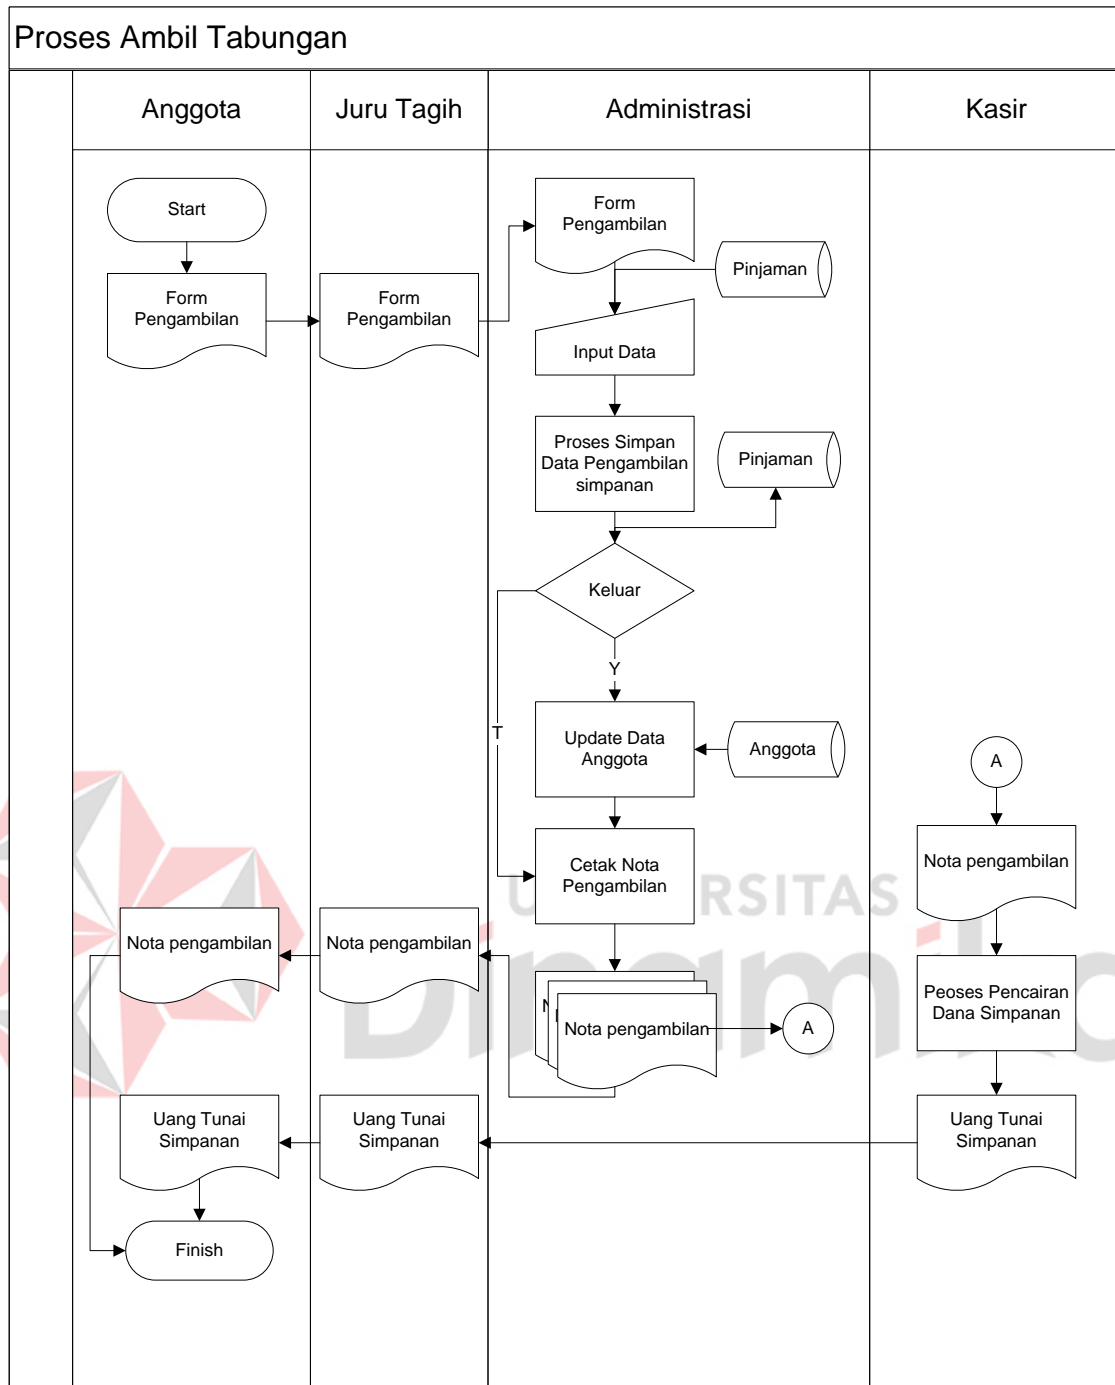 Proses Ambil Tabungan
Anggota
Juru Tagih
Administrasi
Kasir
Start
Form
Pengambilan
Form
Pengambilan
Form
Pengambilan
Pinjaman
Input Data
Proses Simpan
Data Pengambilan
simpanan
Pinjaman
Keluar
Y
T
Update Data
Anggota
Anggota
A
Cetak Nota
Pengambilan
Nota pengambilan
Nota pengambilan
Nota pengambilan
Nota pengambilan
A
Peoses Pencairan
Dana Simpanan
Uang Tunai
Simpanan
Uang Tunai
Simpanan
Uang Tunai
Simpanan
Finish